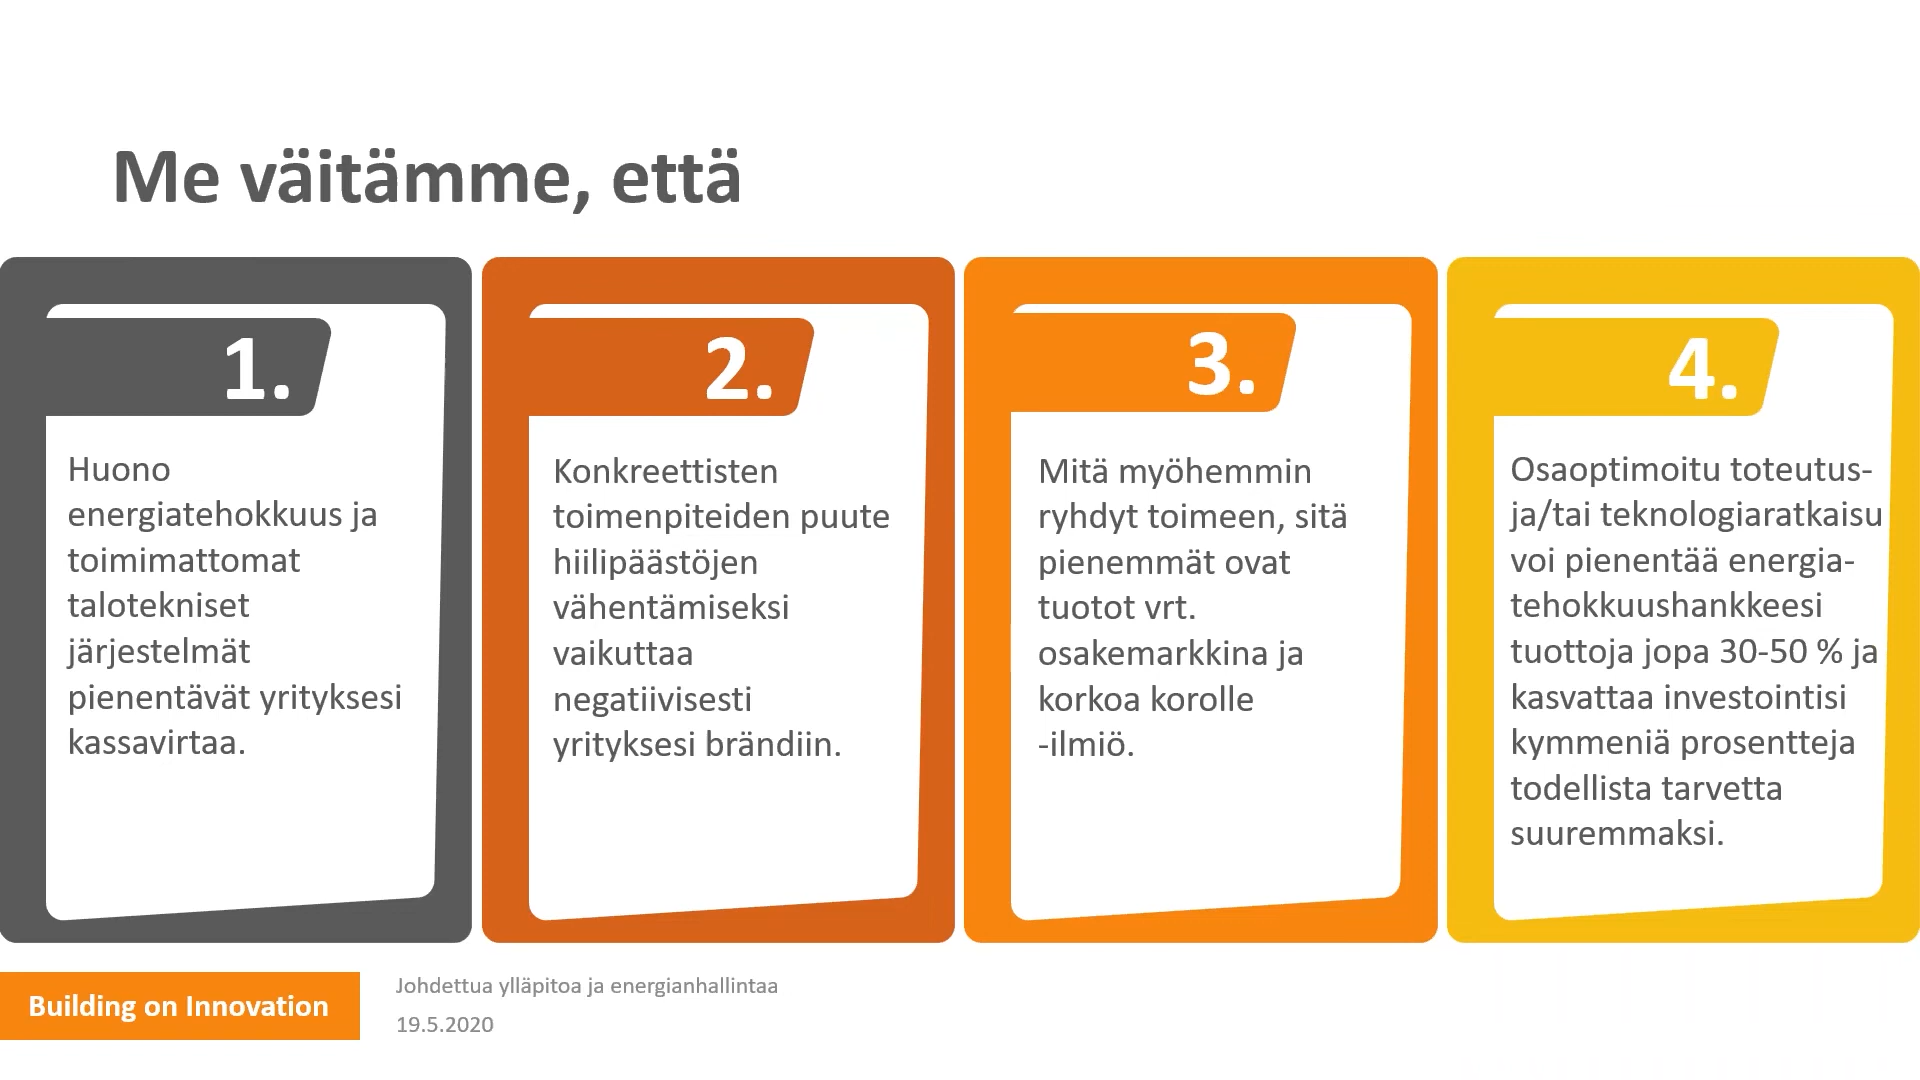 Me väitämme, että
1.
Huono
energiatehokkuus ja
toimimattomat
talotekniset
järjestelmät
pienentävät yrityksesi
kassavirtaa.
2.
Konkreettisten
toimenpiteiden puute
hiilipäästöjen
vähentämiseksi
vaikuttaa
negatiivisesti
yrityksesi brändiin.
3.
Mitä myöhemmin
ryhdyt toimeen, sitä
pienemmät ovat
tuotot vrt.
osakemarkkina ja
korkoa korolle
-ilmiö.
4.
Osaoptimoitu toteutus-
ja/tai teknologiaratkaisu
voi pienentää energia-
tehokkuushankkeesi
tuottoja jopa 30-50 % ja
kasvattaa investointisi
kymmeniä prosentteja
todellista tarvetta
suuremmaksi.
Building on Innovation
Johdettua ylläpitoa ja energianhallintaa
19.5.2020